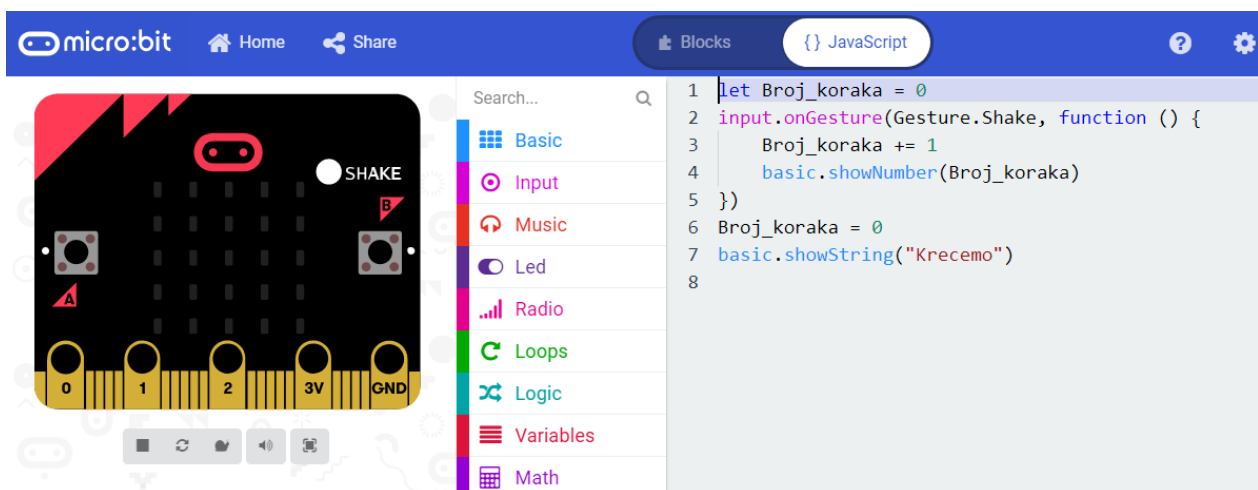 micro:bit Home Share Blocks {} JavaScript ?
SHAKE
B
A
0 1 2 3V GND
Search...
Basic
Input
Music
Led
Radio
Loops
Logic
Variables
Math
1 let Broj_koraka = 0
2 input.onGesture(Gesture.Shake, function () {
3 Broj_koraka += 1
4 basic.showNumber(Broj_koraka)
5 })
6 Broj_koraka = 0
7 basic.showString("Krecemo")
8